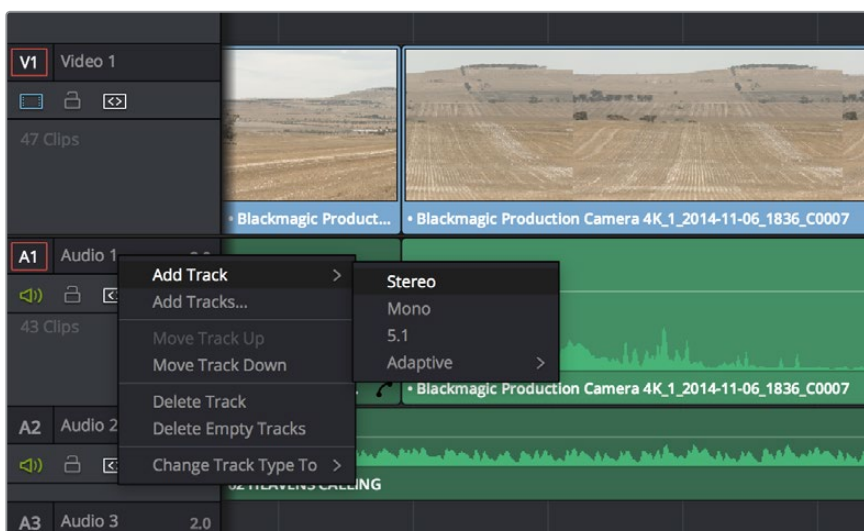 V1 Video 1
47 Clips
• Blackmagic Product...
• Blackmagic Production Camera 4K_1_2014-11-06_1836_C0007
A1 Audio 1
43 Clips
Add Track >
Add Tracks...
Move Track Up
Move Track Down
Delete Track
Delete Empty Tracks
Change Track Type To >
Stereo
Mono
5.1
Adaptive >
• Blackmagic Production Camera 4K_1_2014-11-06_1836_C0007
A2 Audio 2
HEAVENS CALLING
A3 Audio 3 2.0